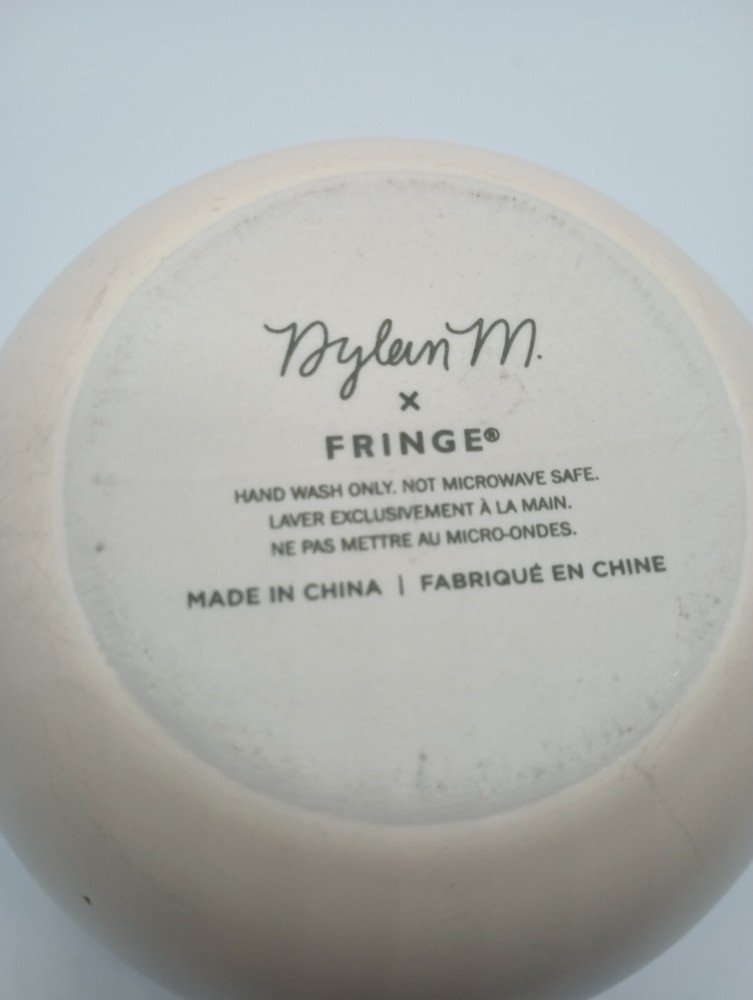 Dylan M.
×
FRINGE®
HAND WASH ONLY. NOT MICROWAVE SAFE.
LAVER EXCLUSIVEMENT À LA MAIN.
NE PAS METTRE AU MICRO-ONDES.
MADE IN CHINA | FABRIQUÉ EN CHINE